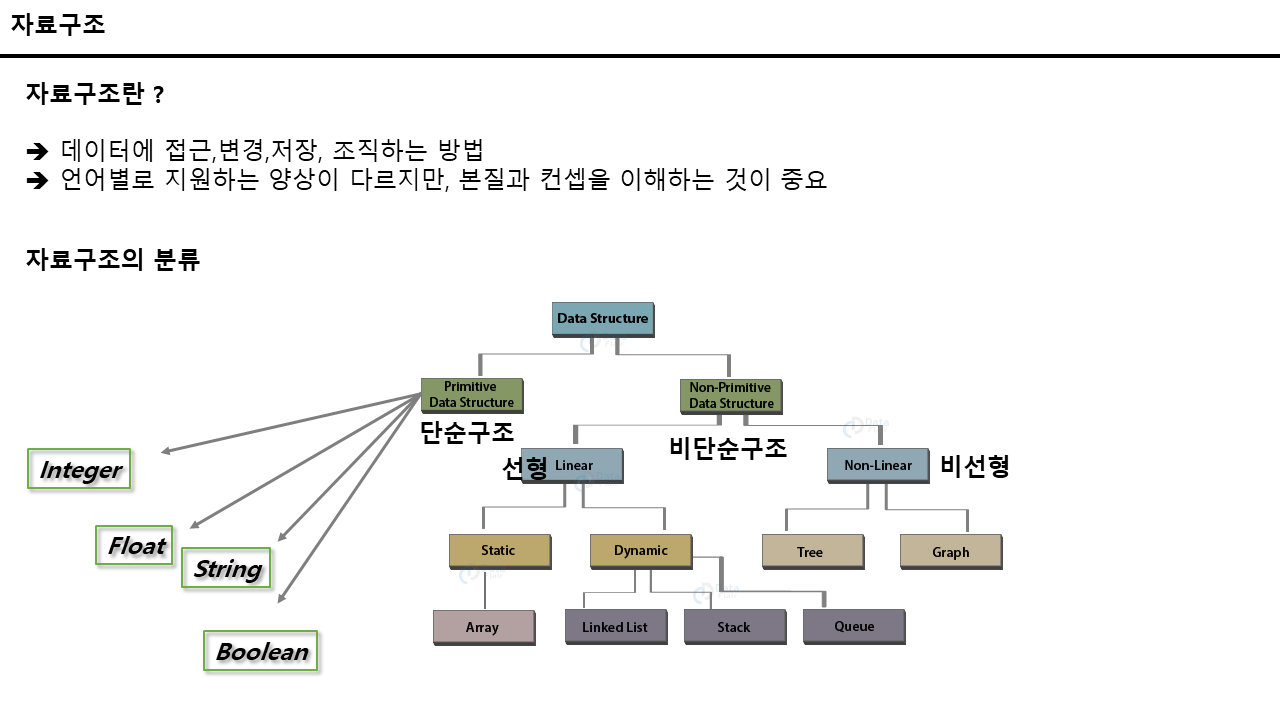 자료구조
자료구조란 ?
➔ 데이터에 접근,변경,저장, 조직하는 방법
➔ 언어별로 지원하는 양상이 다르지만, 본질과 컨셉을 이해하는 것이 중요
자료구조의 분류
Data Structure
Primitive
Data Structure
Non-Primitive
Data Structure
단순구조
비단순구조
선형
Linear
Non-Linear
비선형
Integer
Float
String
Boolean
Static
Dynamic
Tree
Graph
Array
Linked List
Stack
Queue